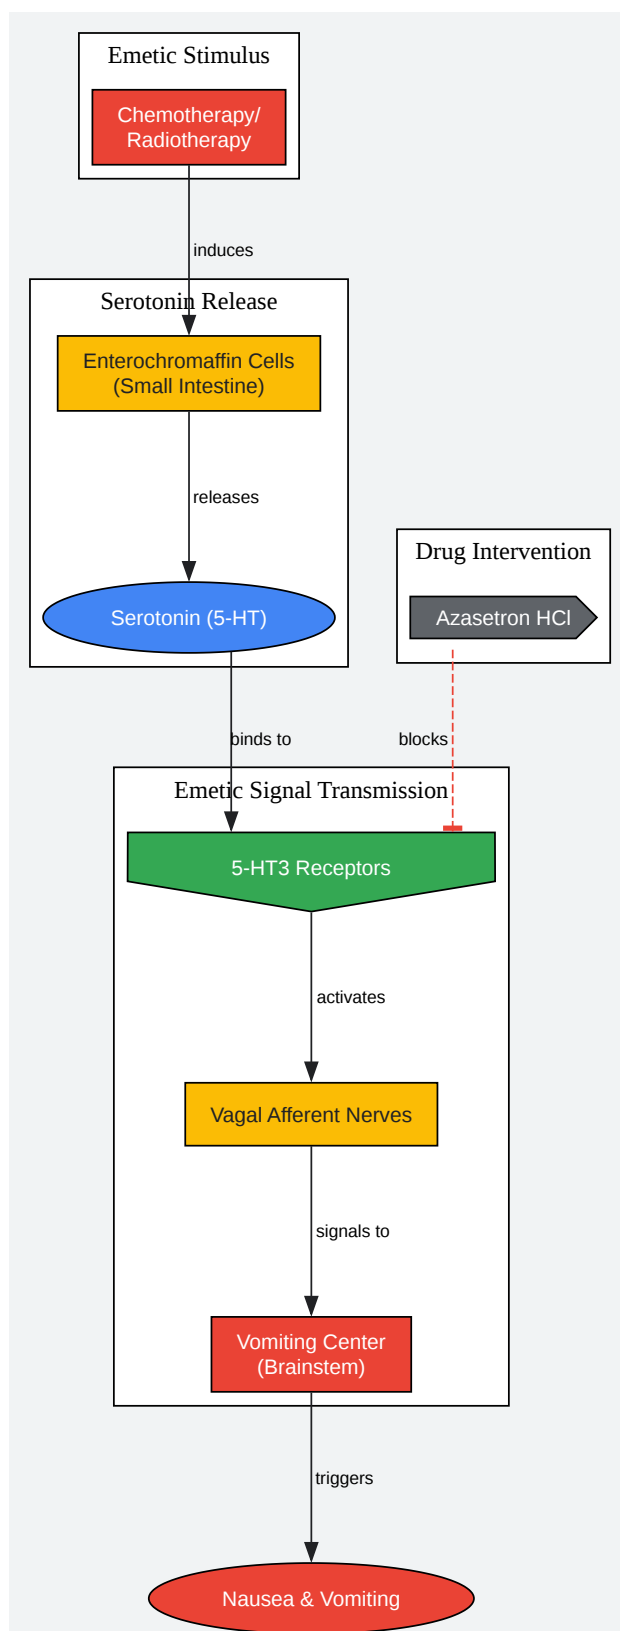 Emetic Stimulus
Chemotherapy/
Radiotherapy
induces
Serotonin Release
Enterochromaffin Cells
(Small Intestine)
releases
Drug Intervention
Serotonin (5-HT)
Azasetron HCl
binds to
blocks
Emetic Signal Transmission
5-HT3 Receptors
activates
Vagal Afferent Nerves
signals to
Vomiting Center
(Brainstem)
triggers
Nausea & Vomiting